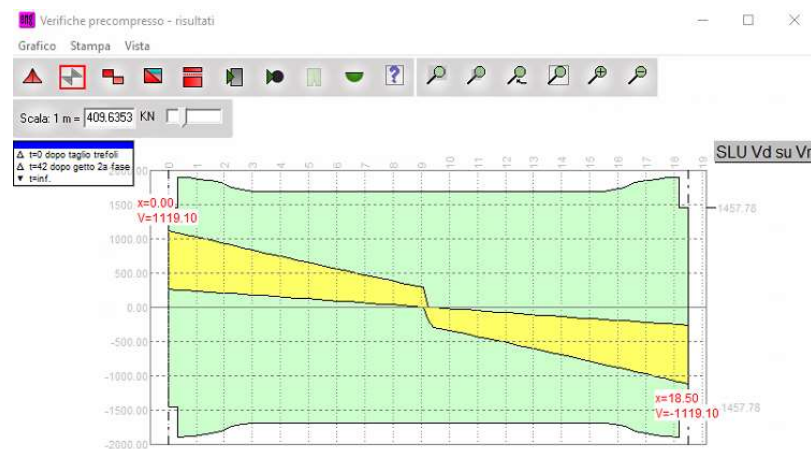 Verifiche precompresso - risultati
Grafico Stampa Vista
Scala: 1 m = 409.6353 KN
Δ t=0 dopo taglio trefoli
Δ t=42 dopo getto 2a fase
▼ t=inf.
SLU Vd su Vr
0 1 2 3 4 5 6 7 8 9 10 11 12 13 14 15 16 17 18 19
2000.00
1500
1457.78
x=0.00
V=1119.10
1000.00
500.00
0.00
-500.00
-1000.00
x=18.50
V=-1119.10
-1500.00
1457.78
-2000.00